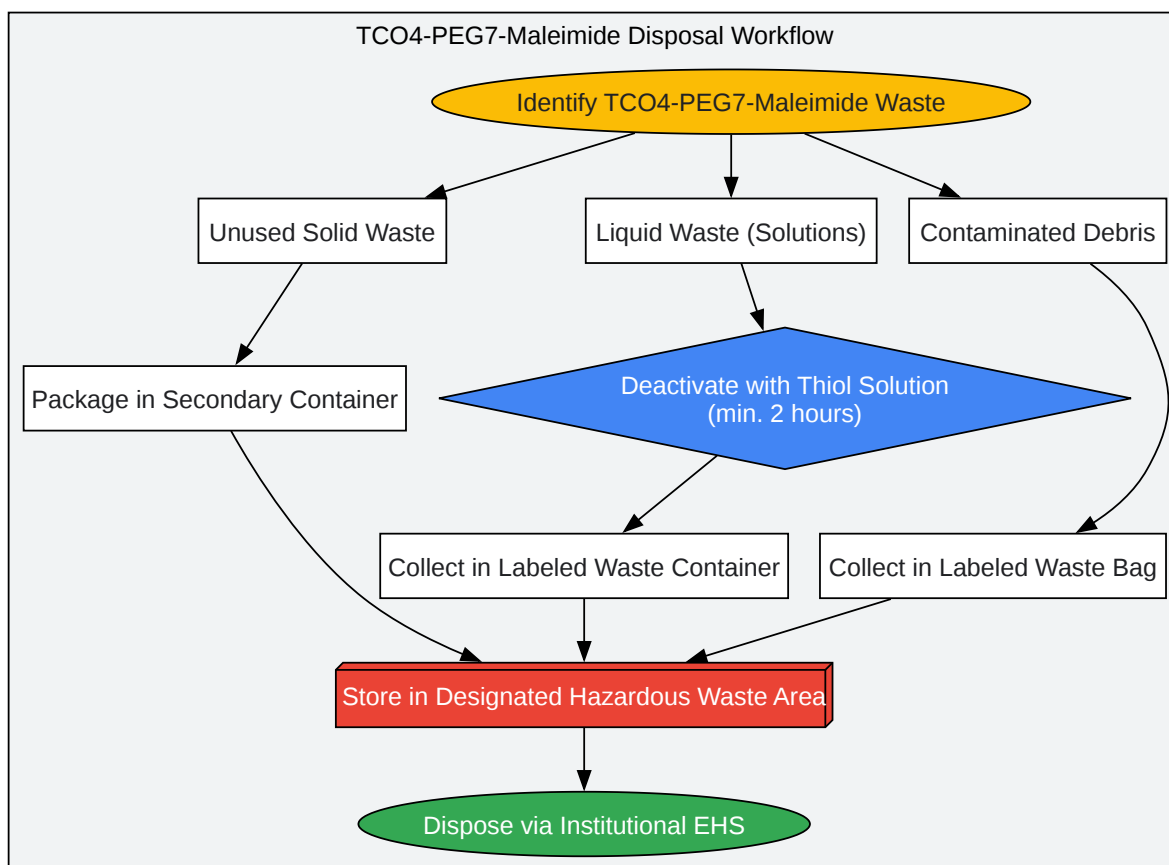 TCO4-PEG7-Maleimide Disposal Workflow
Identify TCO4-PEG7-Maleimide Waste
Unused Solid Waste
Liquid Waste (Solutions)
Contaminated Debris
Package in Secondary Container
Deactivate with Thiol Solution
(min. 2 hours)
Collect in Labeled Waste Container
Collect in Labeled Waste Bag
Store in Designated Hazardous Waste Area
Dispose via Institutional EHS